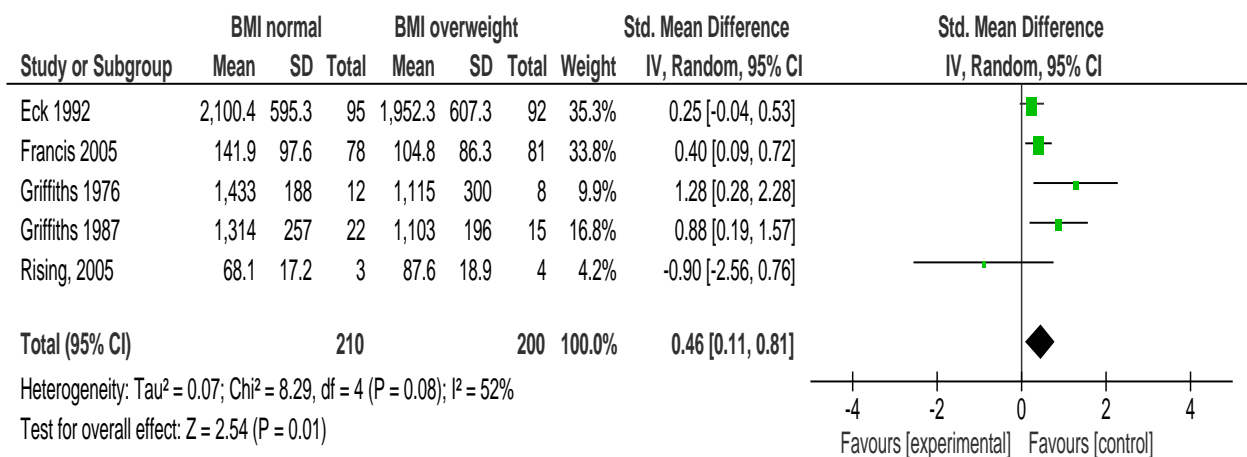 BMI normal BMI overweight Std. Mean Difference Std. Mean Difference
Study or Subgroup Mean SD Total Mean SD Total Weight IV, Random, 95% CI IV, Random, 95% CI
Eck 1992 2,100.4 595.3 95 1,952.3 607.3 92 35.3% 0.25 [-0.04, 0.53]
Francis 2005 141.9 97.6 78 104.8 86.3 81 33.8% 0.40 [0.09, 0.72]
Griffiths 1976 1,433 188 12 1,115 300 8 9.9% 1.28 [0.28, 2.28]
Griffiths 1987 1,314 257 22 1,103 196 15 16.8% 0.88 [0.19, 1.57]
Rising, 2005 68.1 17.2 3 87.6 18.9 4 4.2% -0.90 [-2.56, 0.76]
Total (95% CI) 210 200 100.0% 0.46 [0.11, 0.81]
Heterogeneity: Tau² = 0.07; Chi² = 8.29, df = 4 (P = 0.08); I² = 52%
Test for overall effect: Z = 2.54 (P = 0.01)
-4 -2 0 2 4
Favours [experimental] Favours [control]